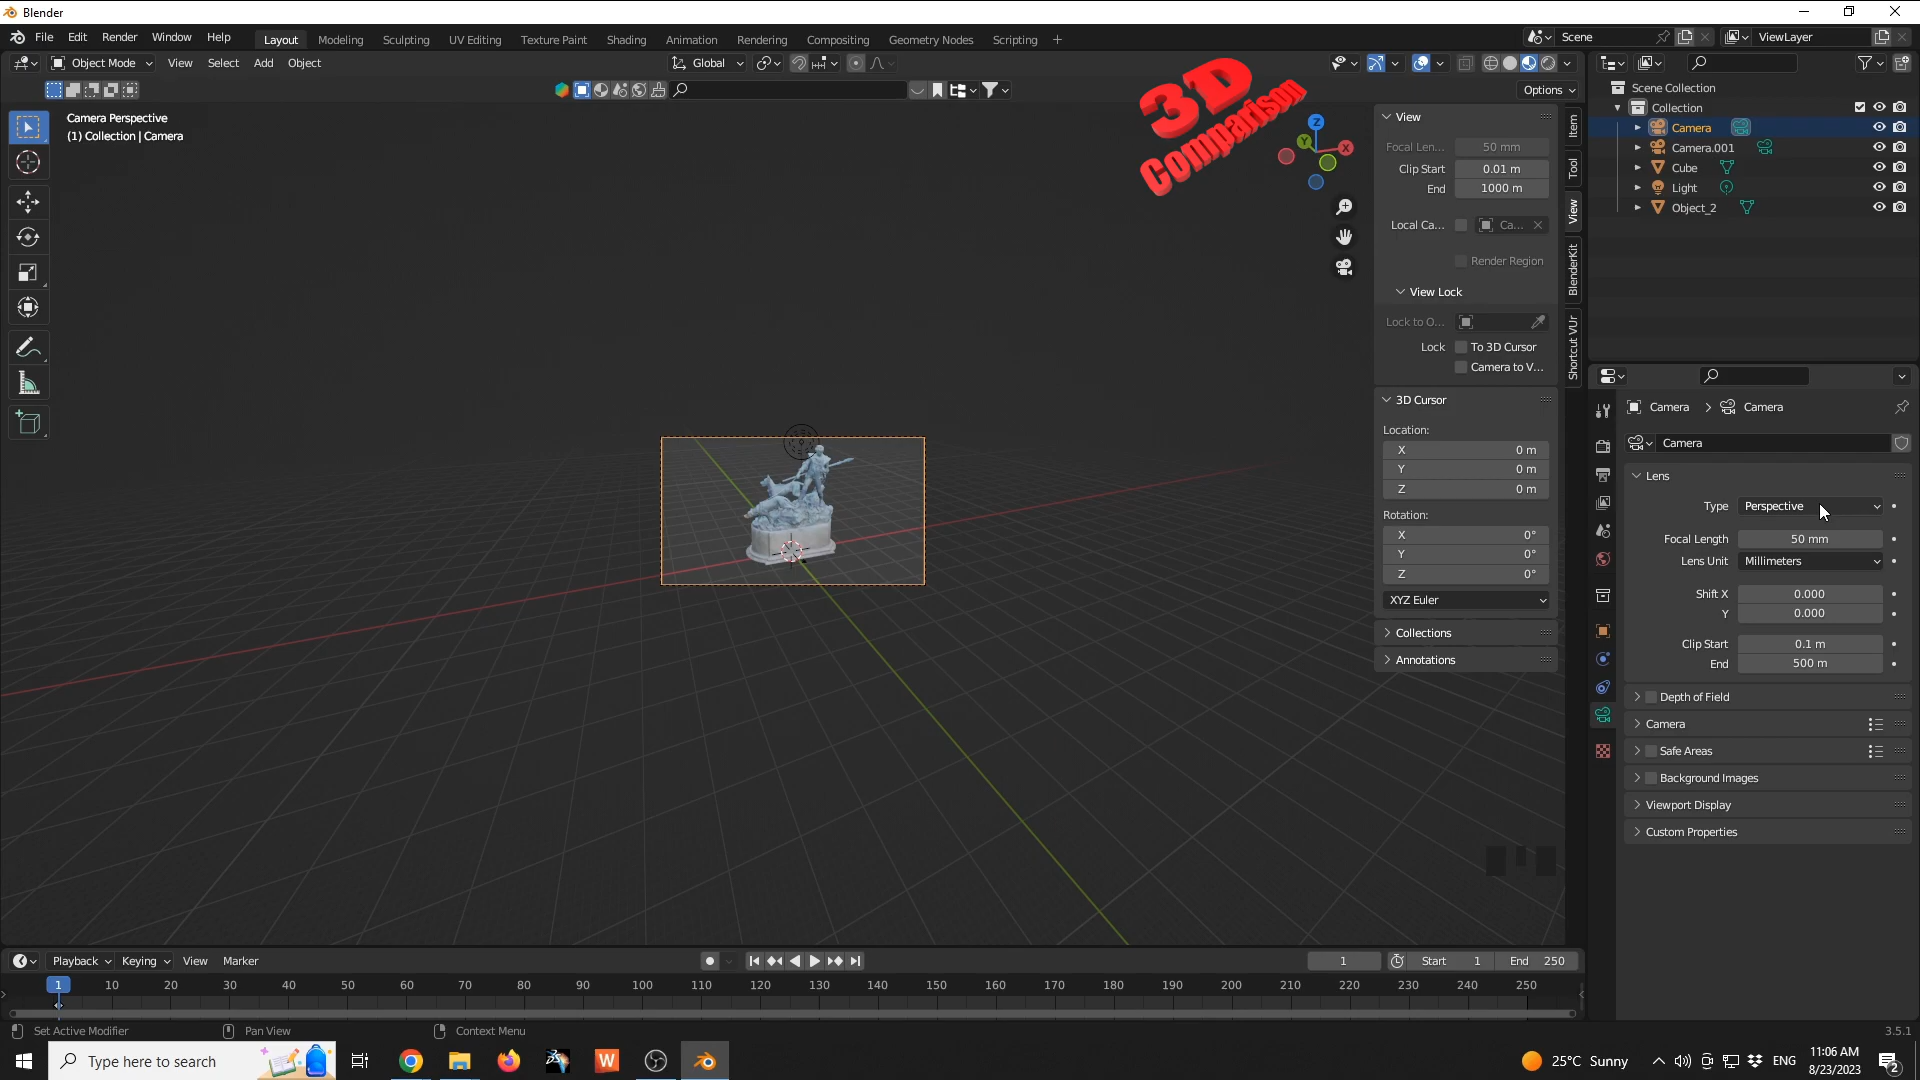 Blender
File Edit Render Window Help
Layout Modeling Sculpting UV Editing Texture Paint Shading Animation Rendering Compositing Geometry Nodes Scripting +
Scene
ViewLayer
Object Mode View Select Add Object
Global
Options
Camera Perspective
(1) Collection | Camera
3D
Comparison
Z
Y
X
View
Focal Len... 50 mm
Clip Start 0.01 m
End 1000 m
Local Ca... Ca...
Render Region
View Lock
Lock to O...
Lock To 3D Cursor
Camera to V...
3D Cursor
Location:
X 0 m
Y 0 m
Z 0 m
Rotation:
X 0°
Y 0°
Z 0°
XYZ Euler
Collections
Annotations
Item
Tool
View
BlenderKit
Shortcut VUr
Scene Collection
Collection
Camera
Camera.001
Cube
Light
Object_2
Camera > Camera
Camera
Lens
Type Perspective
Focal Length 50 mm
Lens Unit Millimeters
Shift X 0.000
Y 0.000
Clip Start 0.1 m
End 500 m
Depth of Field
Camera
Safe Areas
Background Images
Viewport Display
Custom Properties
Playback Keying View Marker
1 Start 1 End 250
1 10 20 30 40 50 60 70 80 90 100 110 120 130 140 150 160 170 180 190 200 210 220 230 240 250
Set Active Modifier Pan View Context Menu
3.5.1
Type here to search
25°C Sunny
ENG
11:06 AM
8/23/2023
2